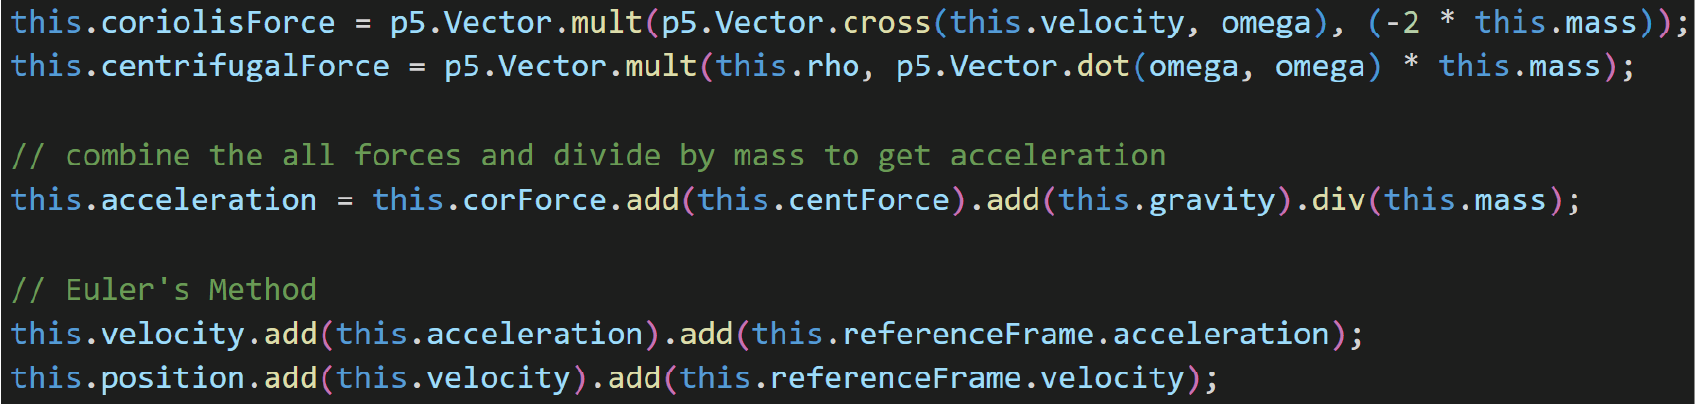 this.coriolisForce = p5.Vector.mult(p5.Vector.cross(this.velocity, omega), (-2 * this.mass));
this.centrifugalForce = p5.Vector.mult(this.rho, p5.Vector.dot(omega, omega) * this.mass);
// combine the all forces and divide by mass to get acceleration
this.acceleration = this.corForce.add(this.centForce).add(this.gravity).div(this.mass);
// Euler's Method
this.velocity.add(this.acceleration).add(this.referenceFrame.acceleration);
this.position.add(this.velocity).add(this.referenceFrame.velocity);